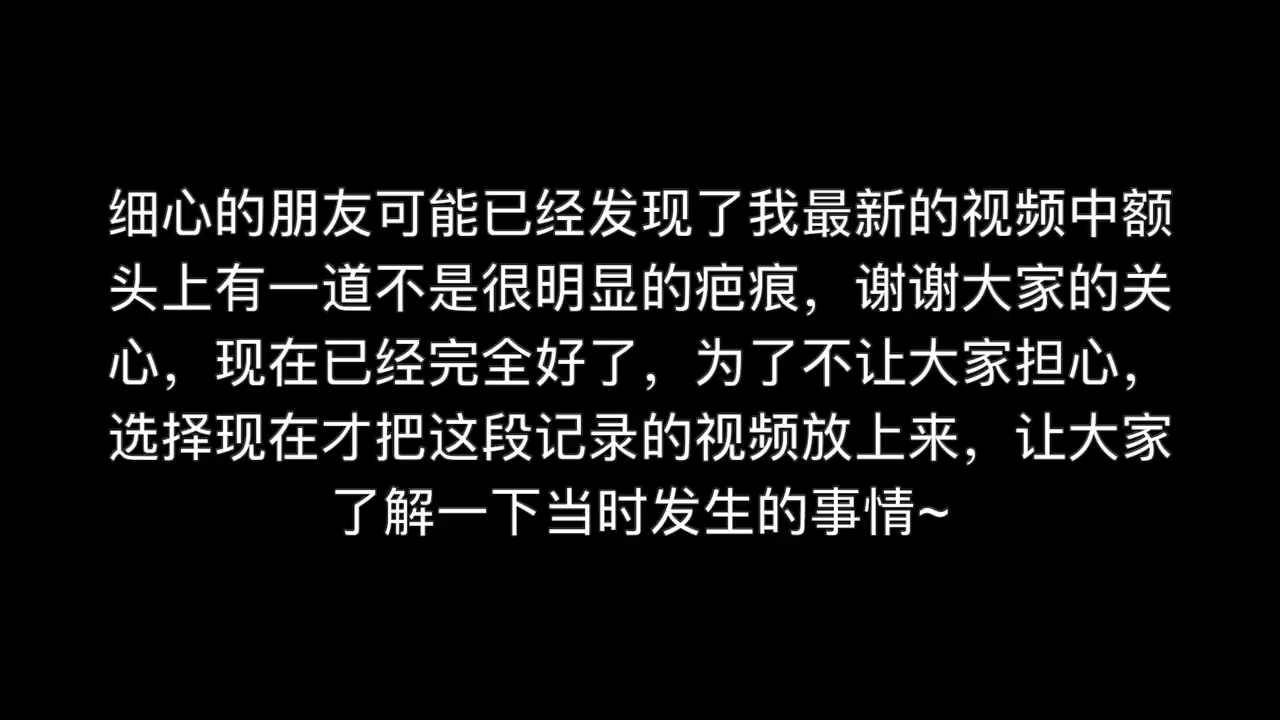 细心的朋友可能已经发现了我最新的视频中额
头上有一道不是很明显的疤痕，谢谢大家的关
心，现在已经完全好了，为了不让大家担心，
选择现在才把这段记录的视频放上来，让大家
了解一下当时发生的事情~